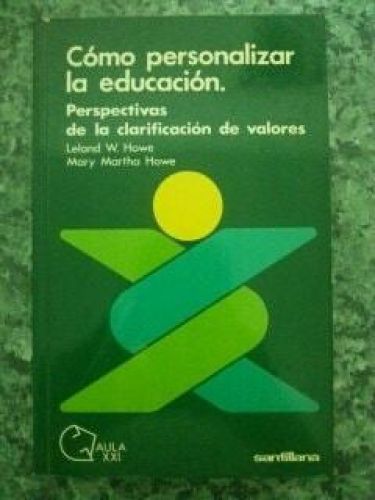 Cómo personalizar
la educación.
Perspectivas
de la clarificación de valores
Leland W. Howe
Mary Martha Howe
AULA
XXI
santillana